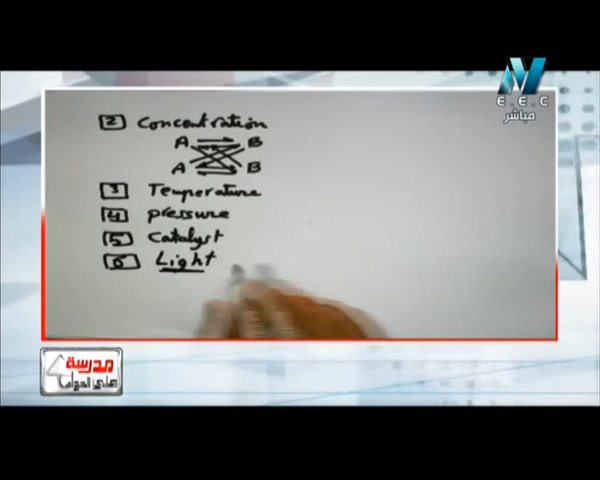 E.E.C
مباشر
2 Concentration
A B
A B
3 Temperature
4 pressure
5 Catalyst
6 Light
مدرسة
على الهواء